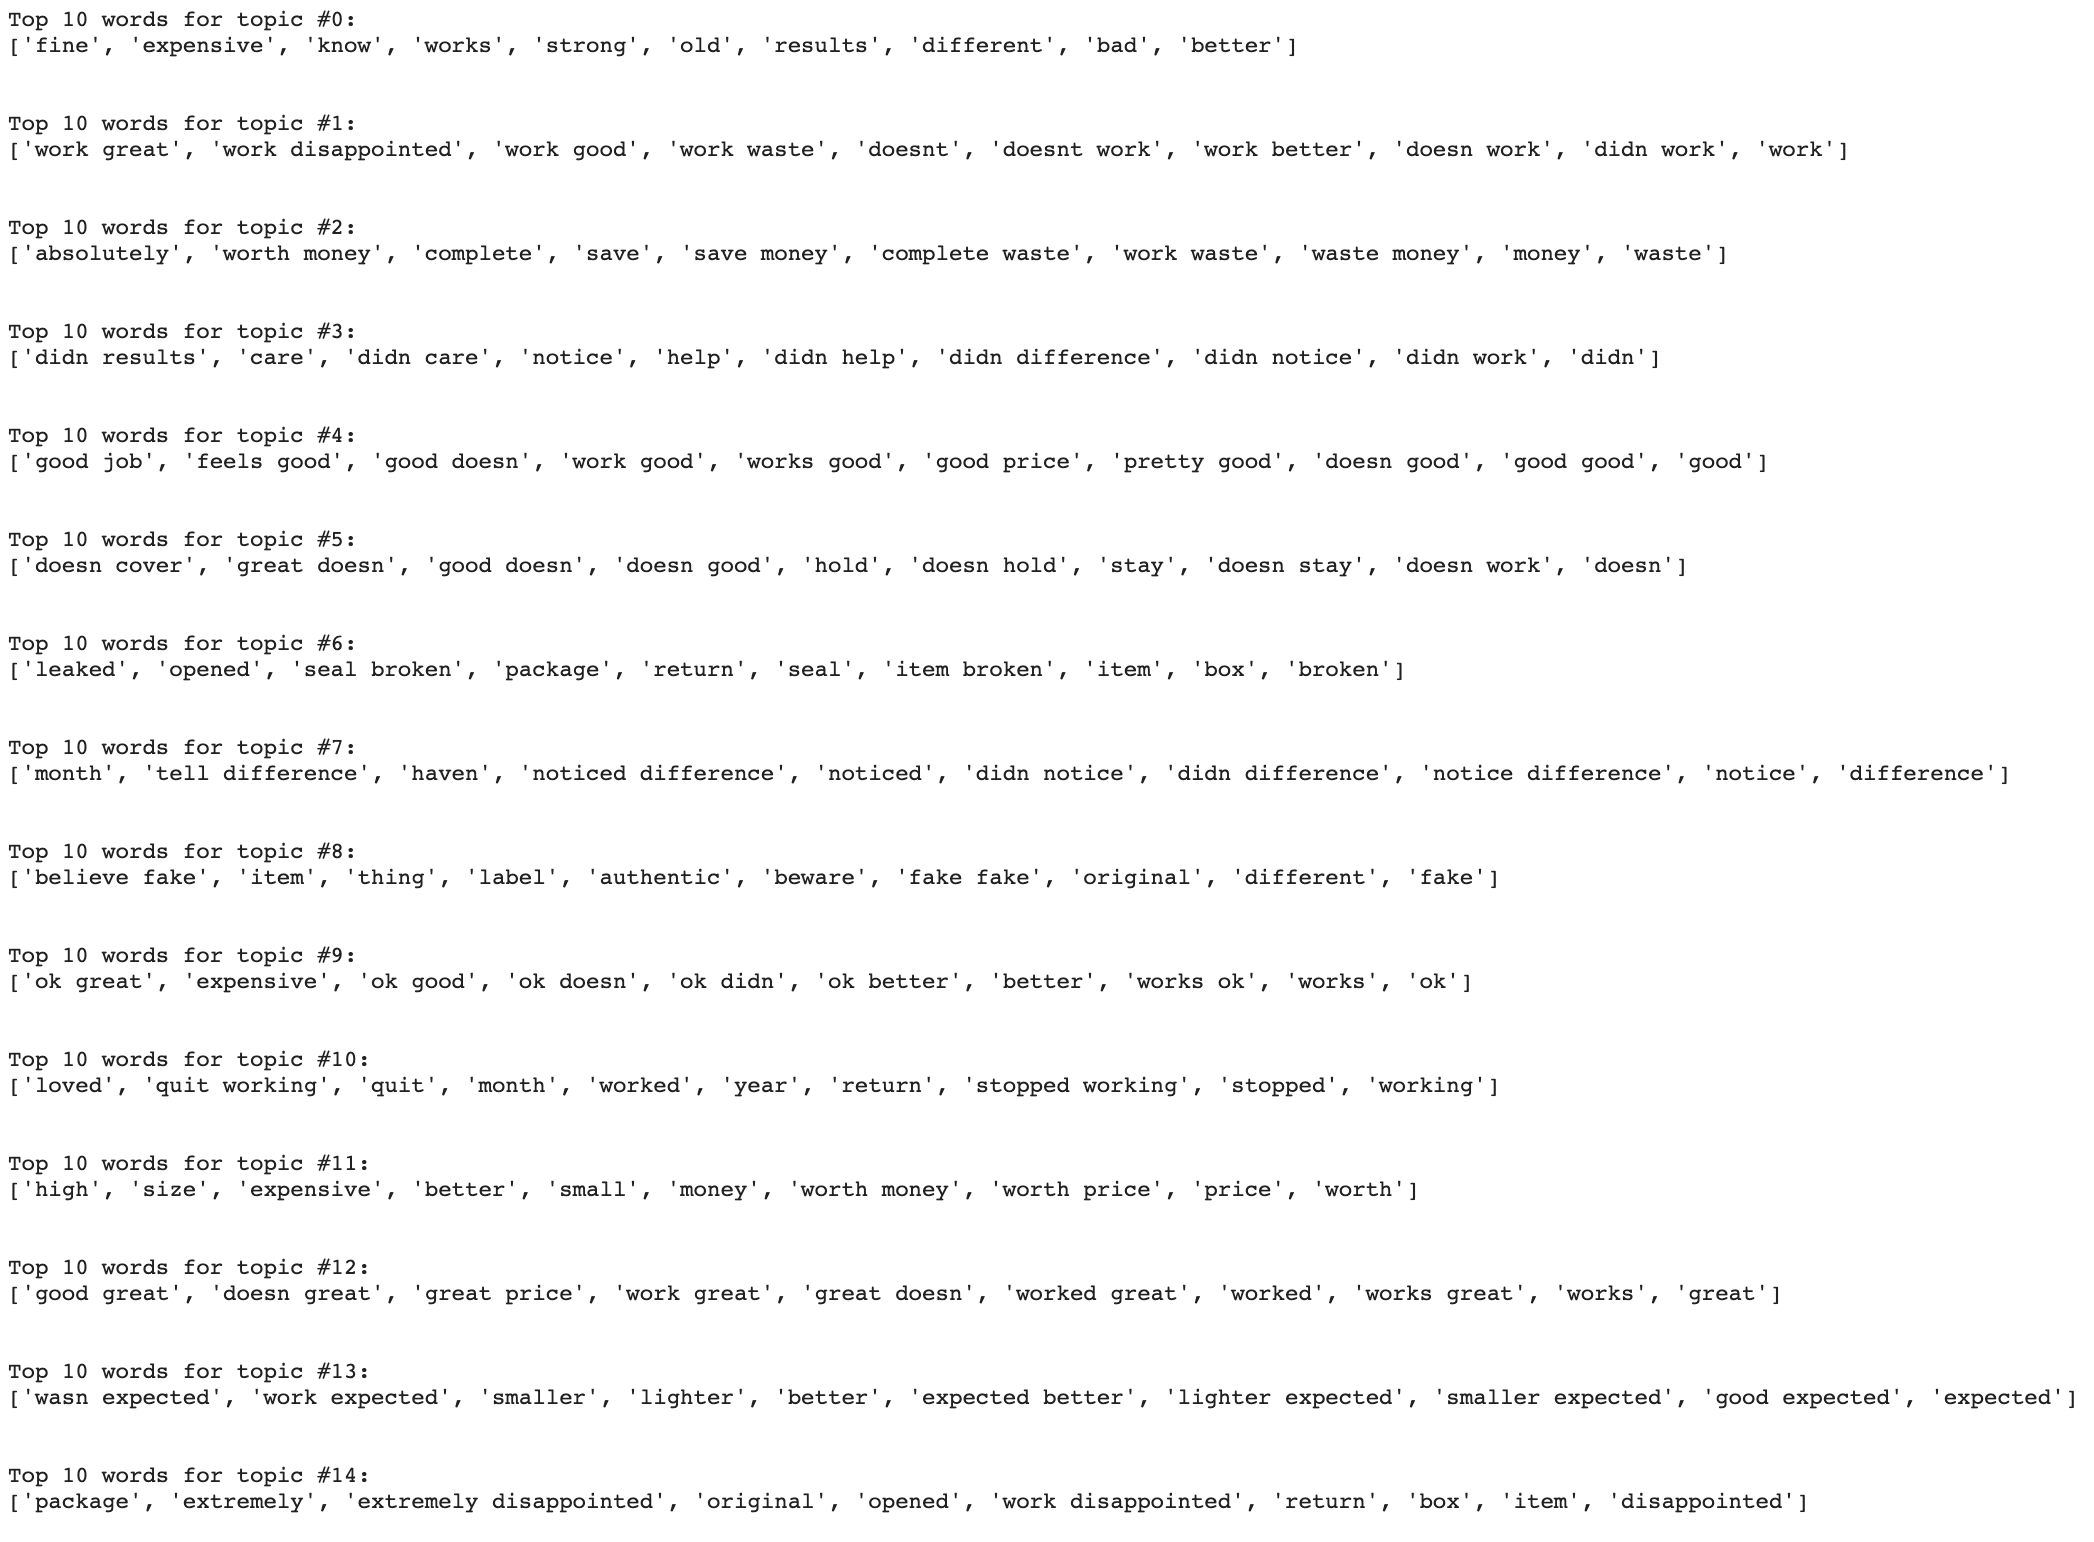 Top 10 words for topic #0:
['fine', 'expensive', 'know', 'works', 'strong', 'old', 'results', 'different', 'bad', 'better']
Top 10 words for topic #1:
['work great', 'work disappointed', 'work good', 'work waste', 'doesnt', 'doesnt work', 'work better', 'doesn work', 'didn work', 'work']
Top 10 words for topic #2:
['absolutely', 'worth money', 'complete', 'save', 'save money', 'complete waste', 'work waste', 'waste money', 'money', 'waste']
Top 10 words for topic #3:
['didn results', 'care', 'didn care', 'notice', 'help', 'didn help', 'didn difference', 'didn notice', 'didn work', 'didn']
Top 10 words for topic #4:
['good job', 'feels good', 'good doesn', 'work good', 'works good', 'good price', 'pretty good', 'doesn good', 'good good', 'good']
Top 10 words for topic #5:
['doesn cover', 'great doesn', 'good doesn', 'doesn good', 'hold', 'doesn hold', 'stay', 'doesn stay', 'doesn work', 'doesn']
Top 10 words for topic #6:
['leaked', 'opened', 'seal broken', 'package', 'return', 'seal', 'item broken', 'item', 'box', 'broken']
Top 10 words for topic #7:
['month', 'tell difference', 'haven', 'noticed difference', 'noticed', 'didn notice', 'didn difference', 'notice difference', 'notice', 'difference']
Top 10 words for topic #8:
['believe fake', 'item', 'thing', 'label', 'authentic', 'beware', 'fake fake', 'original', 'different', 'fake']
Top 10 words for topic #9:
['ok great', 'expensive', 'ok good', 'ok doesn', 'ok didn', 'ok better', 'better', 'works ok', 'works', 'ok']
Top 10 words for topic #10:
['loved', 'quit working', 'quit', 'month', 'worked', 'year', 'return', 'stopped working', 'stopped', 'working']
Top 10 words for topic #11:
['high', 'size', 'expensive', 'better', 'small', 'money', 'worth money', 'worth price', 'price', 'worth']
Top 10 words for topic #12:
['good great', 'doesn great', 'great price', 'work great', 'great doesn', 'worked great', 'worked', 'works great', 'works', 'great']
Top 10 words for topic #13:
['wasn expected', 'work expected', 'smaller', 'lighter', 'better', 'expected better', 'lighter expected', 'smaller expected', 'good expected', 'expected']
Top 10 words for topic #14:
['package', 'extremely', 'extremely disappointed', 'original', 'opened', 'work disappointed', 'return', 'box', 'item', 'disappointed']